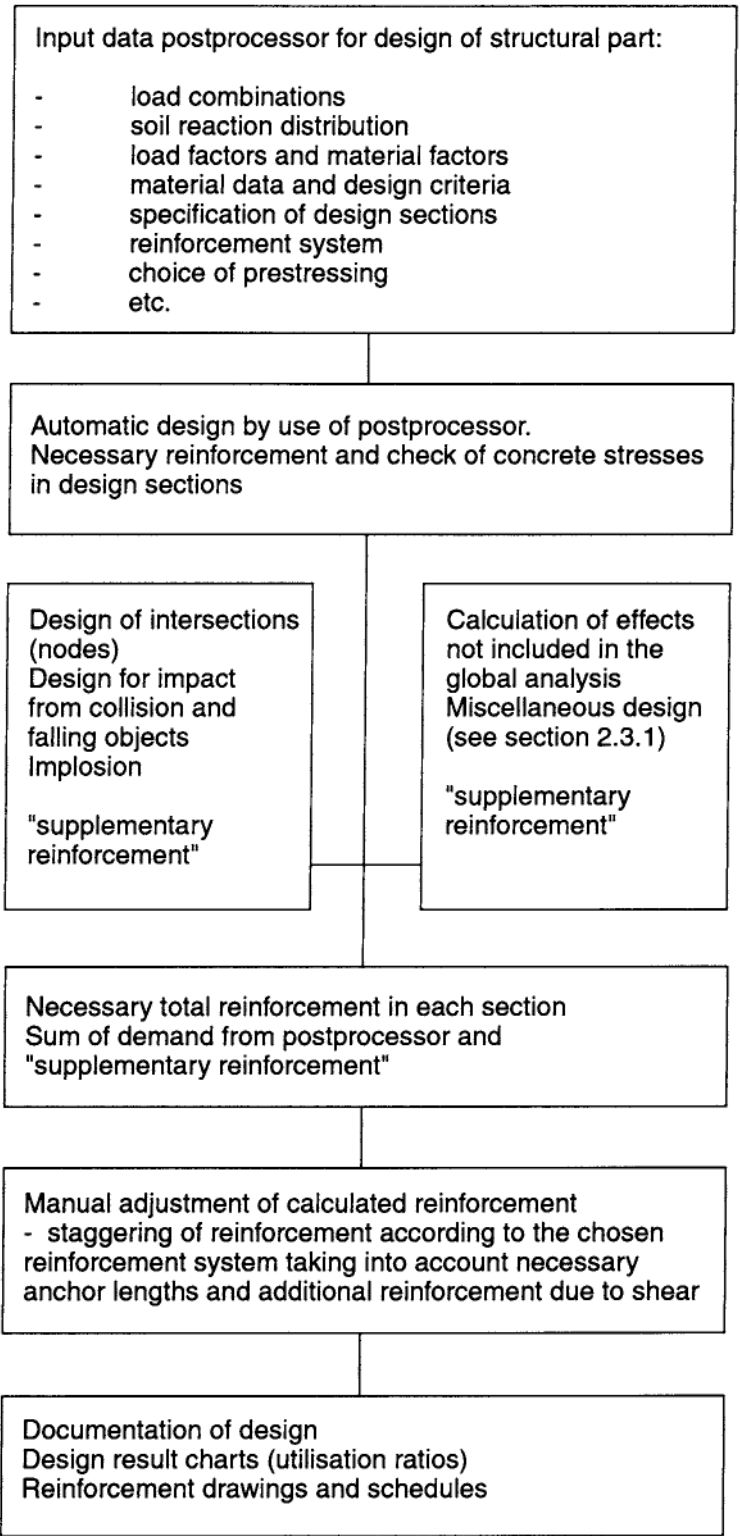 Input data postprocessor for design of structural part:
- load combinations
- soil reaction distribution
- load factors and material factors
- material data and design criteria
- specification of design sections
- reinforcement system
- choice of prestressing
- etc.
Automatic design by use of postprocessor.
Necessary reinforcement and check of concrete stresses
in design sections
Design of intersections
(nodes)
Design for impact
from collision and
falling objects
Implosion
"supplementary
reinforcement"
Calculation of effects
not included in the
global analysis
Miscellaneous design
(see section 2.3.1)
"supplementary
reinforcement"
Necessary total reinforcement in each section
Sum of demand from postprocessor and
"supplementary reinforcement"
Manual adjustment of calculated reinforcement
- staggering of reinforcement according to the chosen
reinforcement system taking into account necessary
anchor lengths and additional reinforcement due to shear
Documentation of design
Design result charts (utilisation ratios)
Reinforcement drawings and schedules